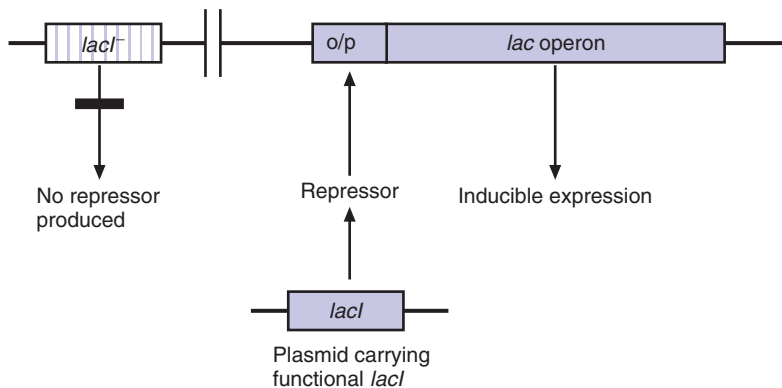 lacI⁻
o/p
lac operon
No repressor
produced
Repressor
Inducible expression
lacI
Plasmid carrying
functional lacI